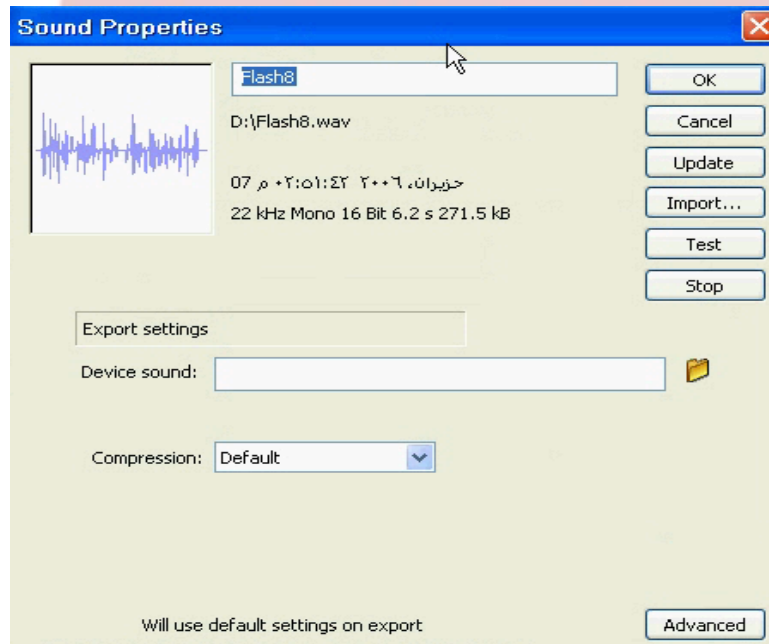 Sound Properties
Flash8
OK
D:\Flash8.wav
Cancel
Update
07 حزيران، ٢٠٠٦ ٠٢:٥١:٤٢ م
22 kHz Mono 16 Bit 6.2 s 271.5 kB
Import...
Test
Stop
Export settings
Device sound:
Compression: Default
Will use default settings on export
Advanced